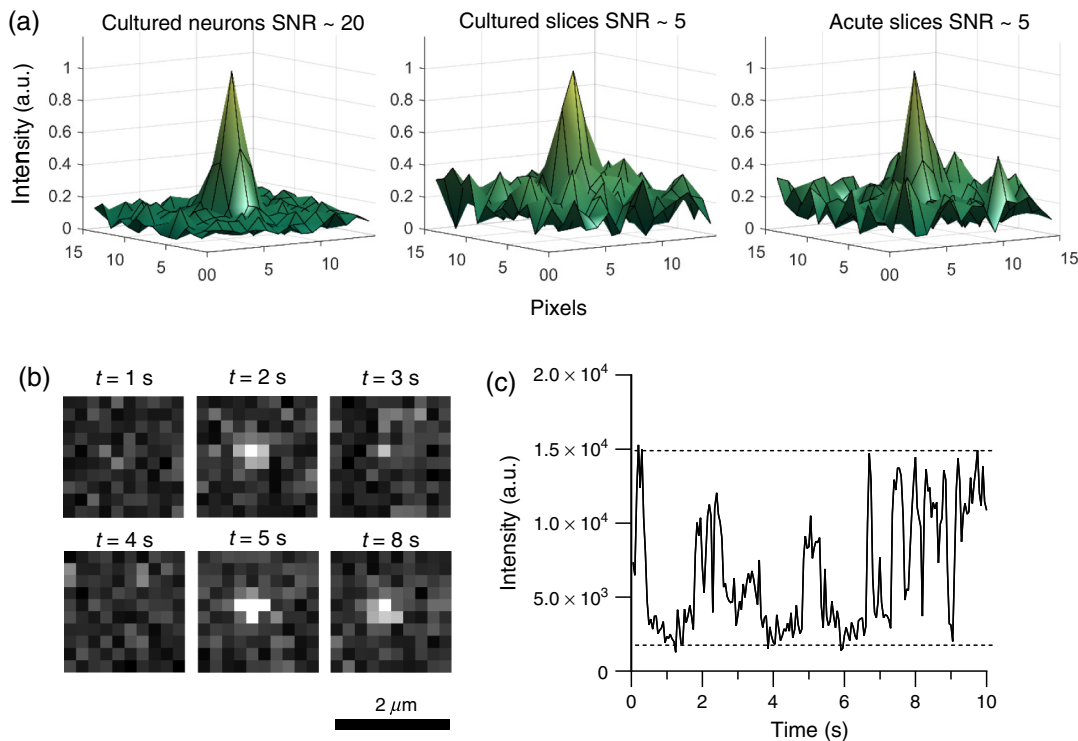 (a)
Cultured neurons SNR ~ 20
Cultured slices SNR ~ 5
Acute slices SNR ~ 5
Intensity (a.u.)
1
0.8
0.6
0.4
0.2
0
15
10
5
00
5
10
15
10
5
00
5
10
15
10
5
00
5
10
15
Pixels
(b)
t = 1 s
t = 2 s
t = 3 s
t = 4 s
t = 5 s
t = 8 s
2 μm
(c)
Intensity (a.u.)
2.0 × 10⁴
1.5 × 10⁴
1.0 × 10⁴
5.0 × 10³
0
0
2
4
6
8
10
Time (s)